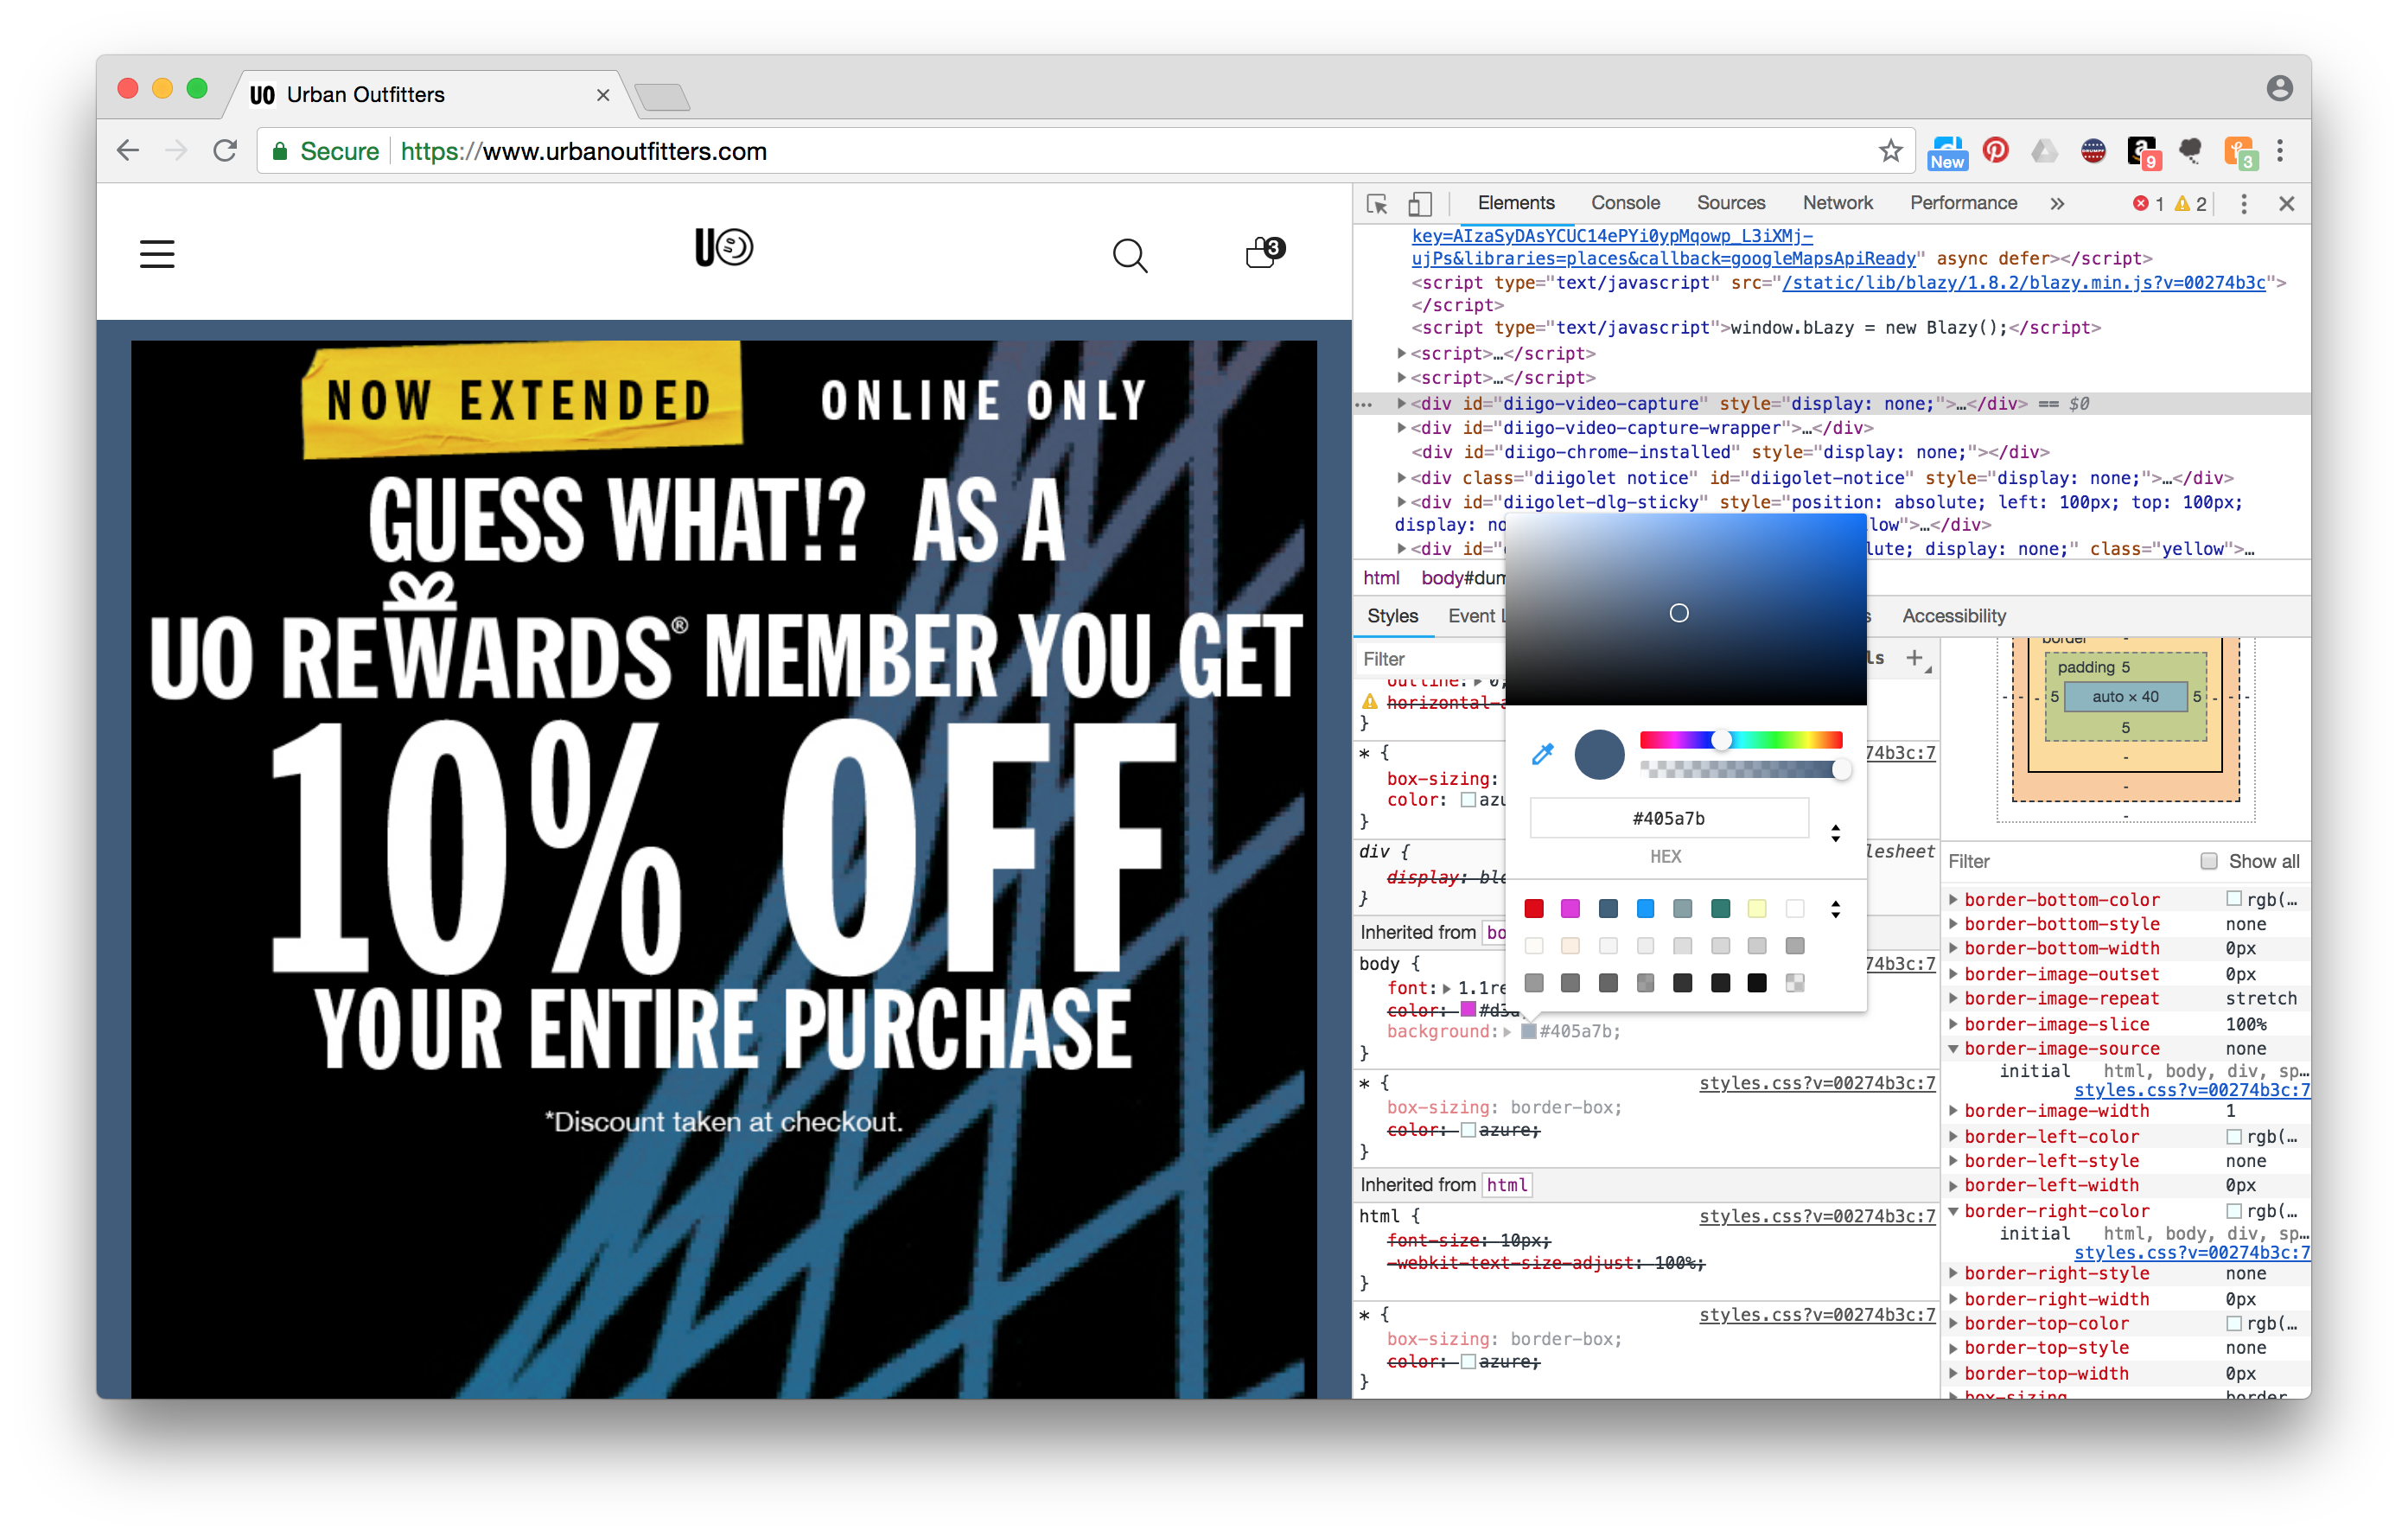 UO Urban Outfitters
Secure https://www.urbanoutfitters.com
New
9
3
UO
3
NOW EXTENDED ONLINE ONLY
GUESS WHAT!? AS A
UO REWARDS® MEMBER YOU GET
10% OFF
YOUR ENTIRE PURCHASE
*Discount taken at checkout.
Elements Console Sources Network Performance » 1 2
key=AIzaSyDAsYCUC14ePYi0ypMqowp_L3iXMj-
ujPs&libraries=places&callback=googleMapsApiReady" async defer></script>
<script type="text/javascript" src="/static/lib/blazy/1.8.2/blazy.min.js?v=00274b3c">
</script>
<script type="text/javascript">window.bLazy = new Blazy();</script>
<script>…</script>
<script>…</script>
<div id="diigo-video-capture" style="display: none;">…</div> == $0
<div id="diigo-video-capture-wrapper">…</div>
<div id="diigo-chrome-installed" style="display: none;"></div>
<div class="diigolet notice" id="diigolet-notice" style="display: none;">…</div>
<div id="diigolet-dlg-sticky" style="position: absolute; left: 100px; top: 100px;
display: no low">…</div>
<div id= lute; display: none;" class="yellow">…
html body#dum
Styles Event L s Accessibility
Filter ls +
outline: 0;
horizontal-a
}
* { 74b3c:7
box-sizing:
color: azu
}
div { lesheet
display: blo
}
Inherited from bo
body { 74b3c:7
font: 1.1re
color: #d33
background: #405a7b;
}
* { styles.css?v=00274b3c:7
box-sizing: border-box;
color: azure;
}
Inherited from html
html { styles.css?v=00274b3c:7
font-size: 10px;
-webkit-text-size-adjust: 100%;
}
* { styles.css?v=00274b3c:7
box-sizing: border-box;
color: azure;
}
#405a7b
HEX
border -
padding 5
- - - 5 auto × 40 5 - - -
5
-
-
-
Filter Show all
border-bottom-color rgb(…
border-bottom-style none
border-bottom-width 0px
border-image-outset 0px
border-image-repeat stretch
border-image-slice 100%
border-image-source none
initial html, body, div, sp…
styles.css?v=00274b3c:7
border-image-width 1
border-left-color rgb(…
border-left-style none
border-left-width 0px
border-right-color rgb(…
initial html, body, div, sp…
styles.css?v=00274b3c:7
border-right-style none
border-right-width 0px
border-top-color rgb(…
border-top-style none
border-top-width 0px
box-sizing border